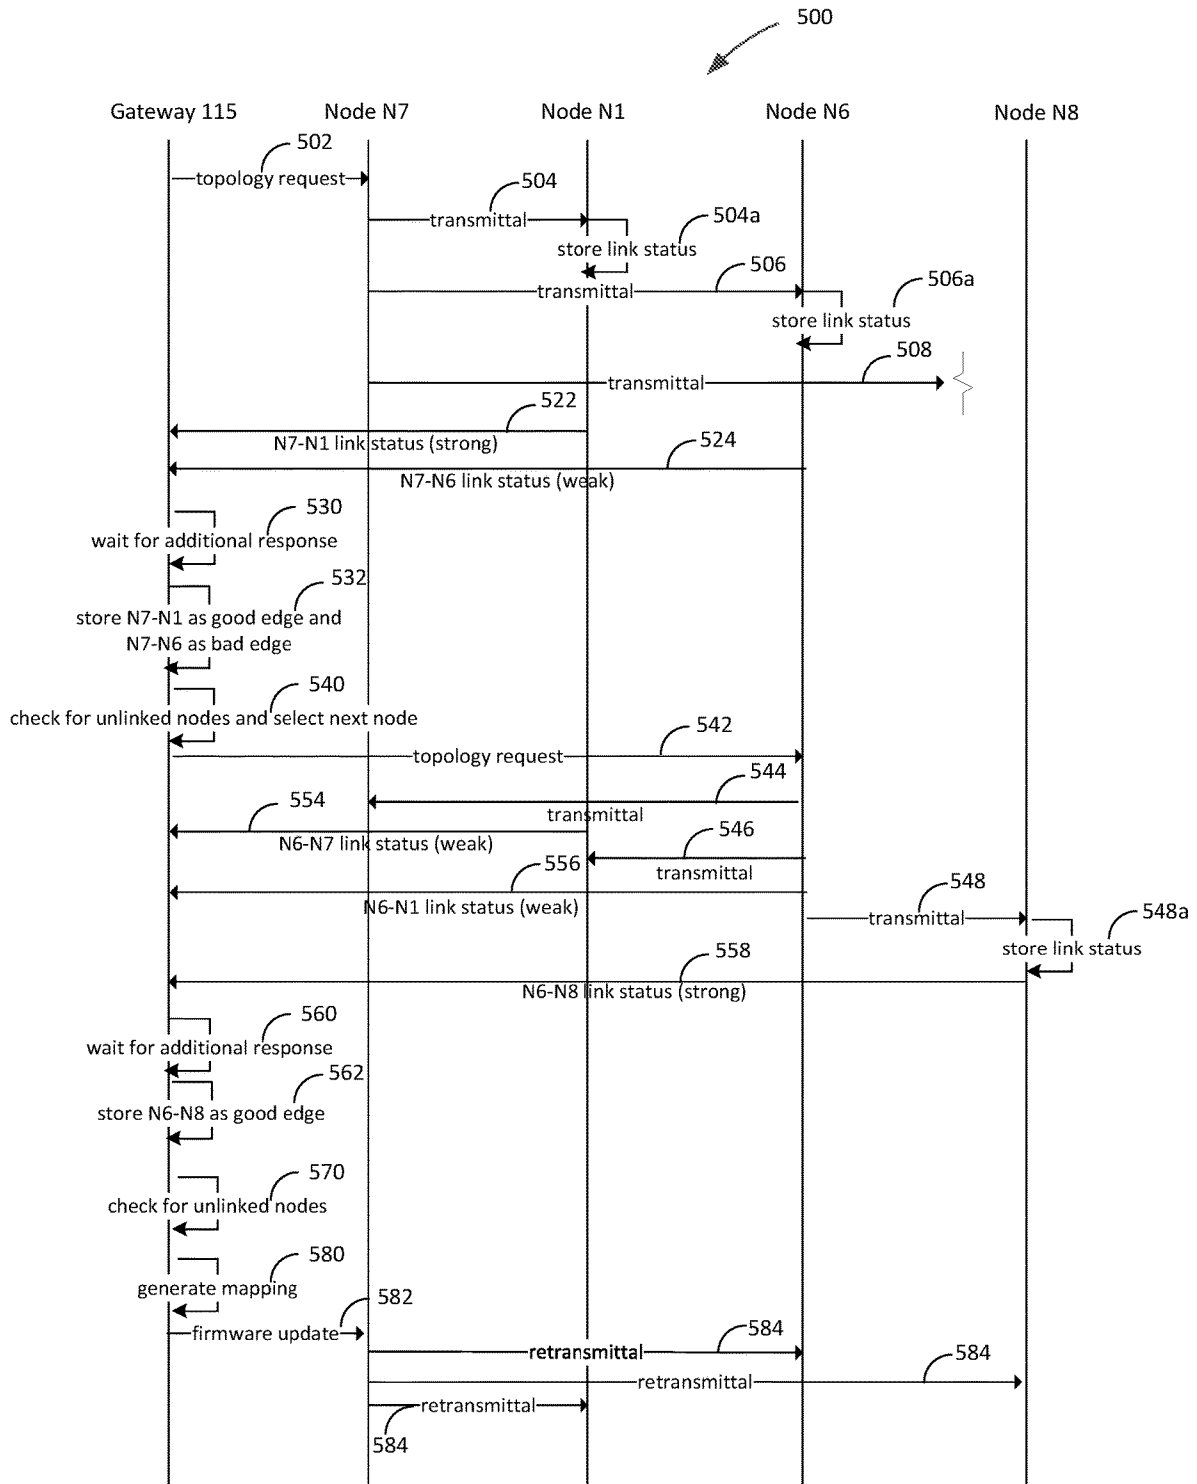 500
Gateway 115
Node N7
Node N1
Node N6
Node N8
502
topology request
504
transmittal
504a
store link status
506
transmittal
506a
store link status
508
transmittal
522
N7-N1 link status (strong)
524
N7-N6 link status (weak)
530
wait for additional response
532
store N7-N1 as good edge and
N7-N6 as bad edge
540
check for unlinked nodes and select next node
542
topology request
544
transmittal
554
N6-N7 link status (weak)
546
transmittal
556
N6-N1 link status (weak)
548
transmittal
548a
store link status
558
N6-N8 link status (strong)
560
wait for additional response
562
store N6-N8 as good edge
570
check for unlinked nodes
580
generate mapping
582
firmware update
584
retransmittal
584
retransmittal
retransmittal
584